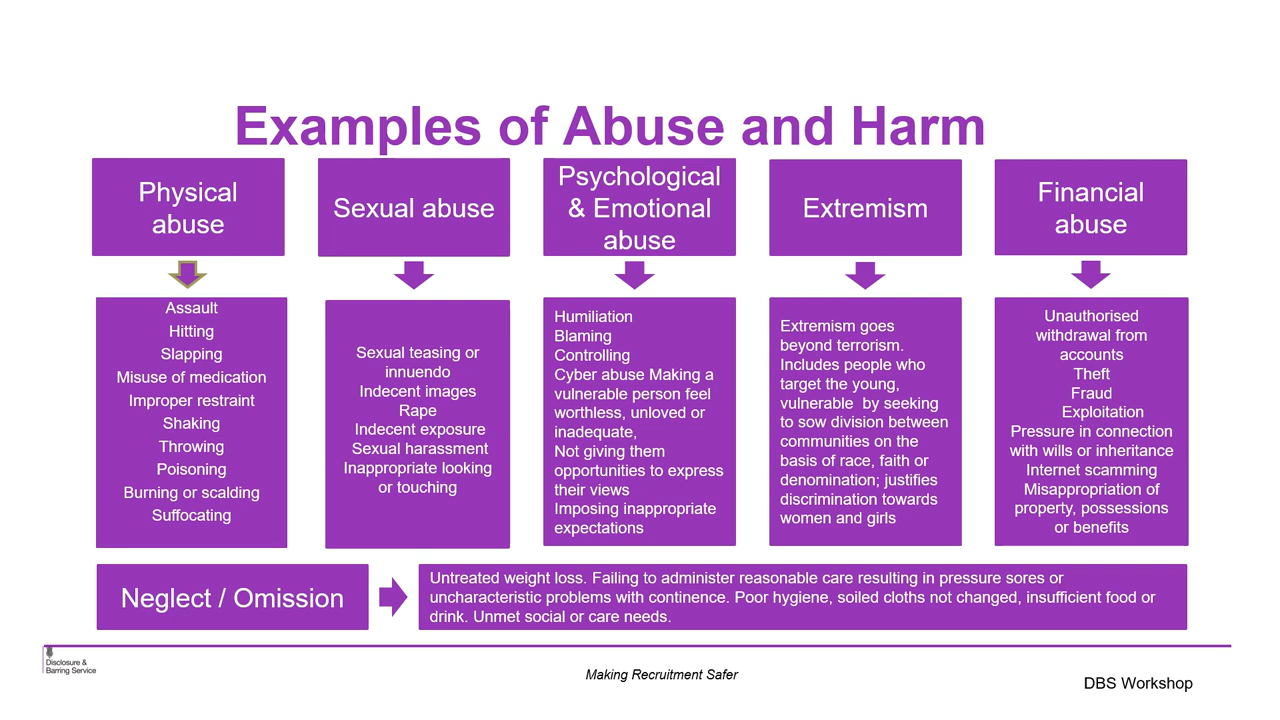 Examples of Abuse and Harm
Physical
abuse
Sexual abuse
Psychological
& Emotional
abuse
Extremism
Financial
abuse
Assault
Hitting
Slapping
Misuse of medication
Improper restraint
Shaking
Throwing
Poisoning
Burning or scalding
Suffocating
Sexual teasing or
innuendo
Indecent images
Rape
Indecent exposure
Sexual harassment
Inappropriate looking
or touching
Humiliation
Blaming
Controlling
Cyber abuse Making a
vulnerable person feel
worthless, unloved or
inadequate,
Not giving them
opportunities to express
their views
Imposing inappropriate
expectations
Extremism goes
beyond terrorism.
Includes people who
target the young,
vulnerable by seeking
to sow division between
communities on the
basis of race, faith or
denomination; justifies
discrimination towards
women and girls
Unauthorised
withdrawal from
accounts
Theft
Fraud
Exploitation
Pressure in connection
with wills or inheritance
Internet scamming
Misappropriation of
property, possessions
or benefits
Neglect / Omission
Untreated weight loss. Failing to administer reasonable care resulting in pressure sores or
uncharacteristic problems with continence. Poor hygiene, soiled cloths not changed, insufficient food or
drink. Unmet social or care needs.
Disclosure &
Barring Service
Making Recruitment Safer
DBS Workshop